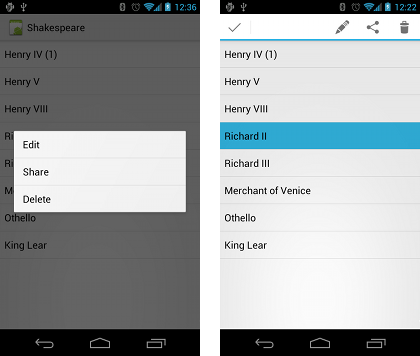 12:36
Shakespeare
Henry IV (1)
Henry V
Henry VIII
Ri
Edit
Ri
Share
M
Delete
Othello
King Lear
12:22
Henry IV (1)
Henry V
Henry VIII
Richard II
Richard III
Merchant of Venice
Othello
King Lear